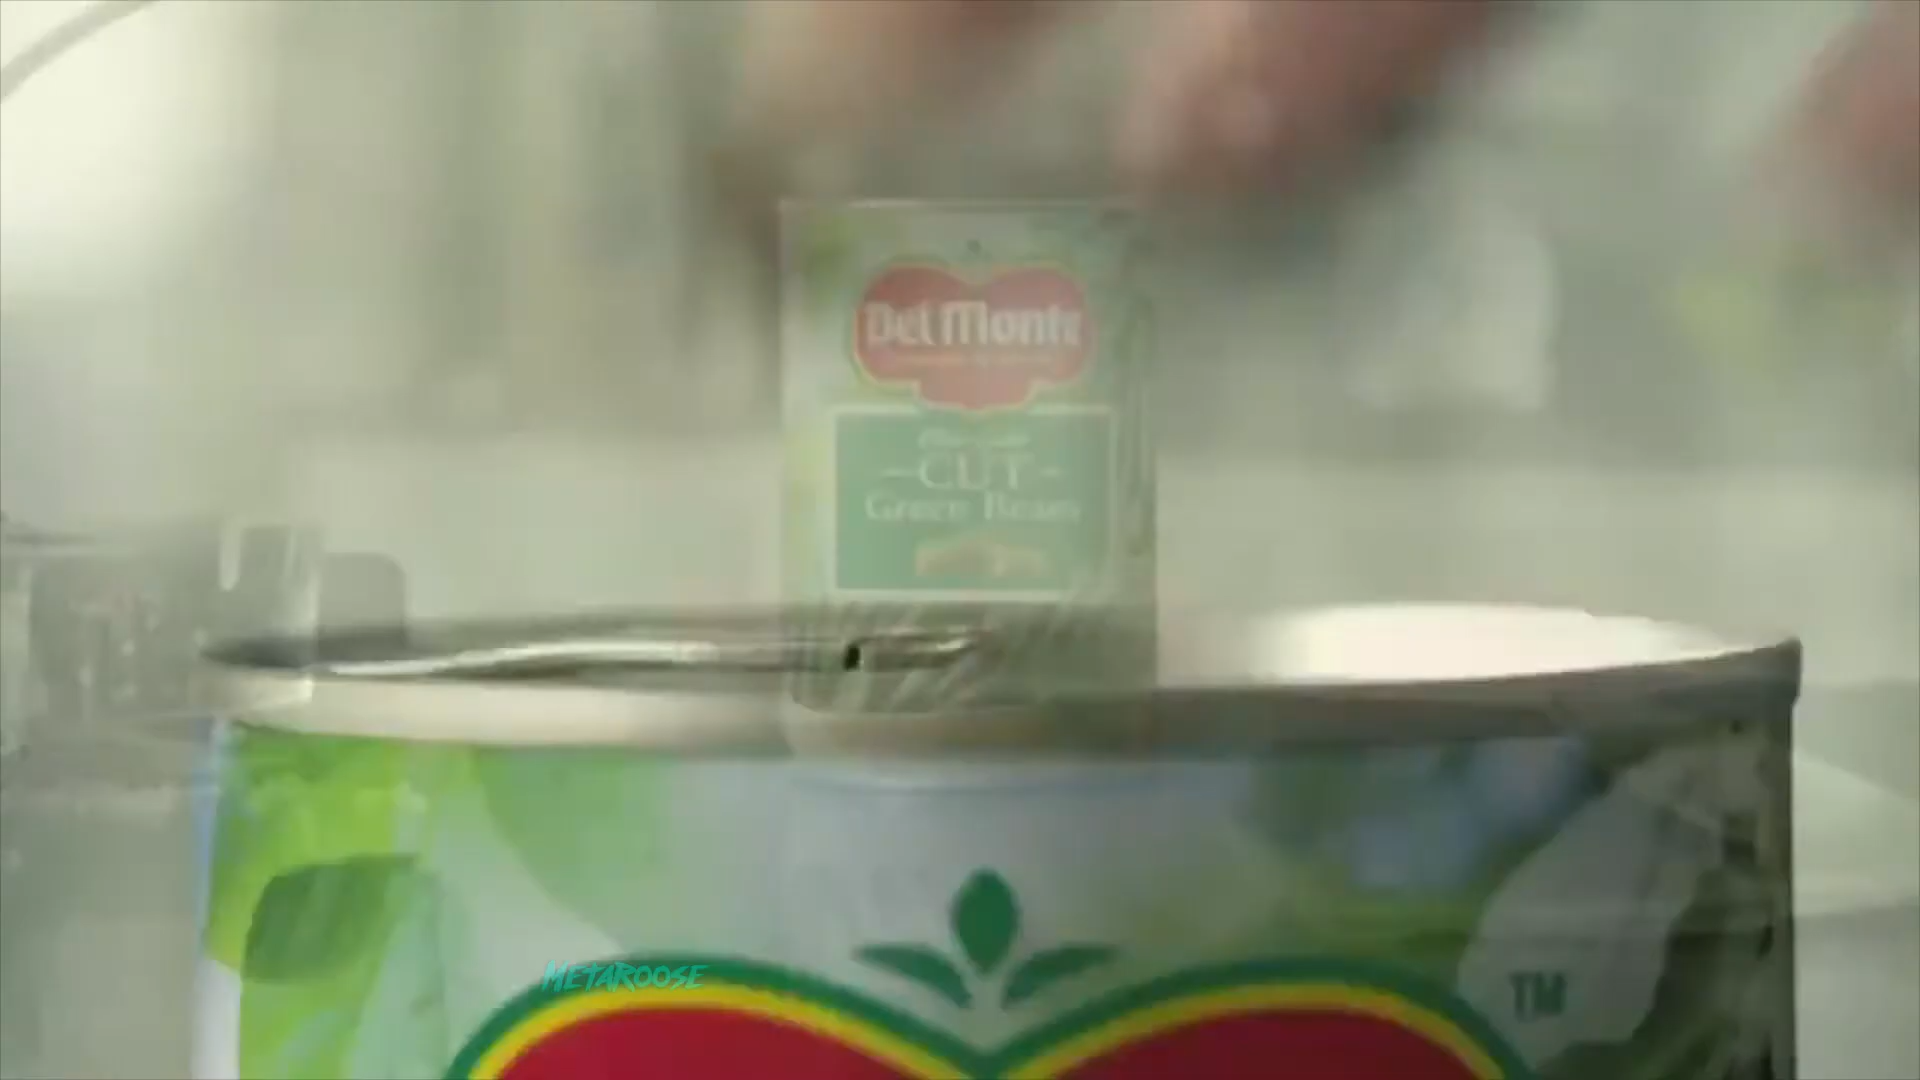 Del Monte
CUT
Green Beans
METAROOSE
TM